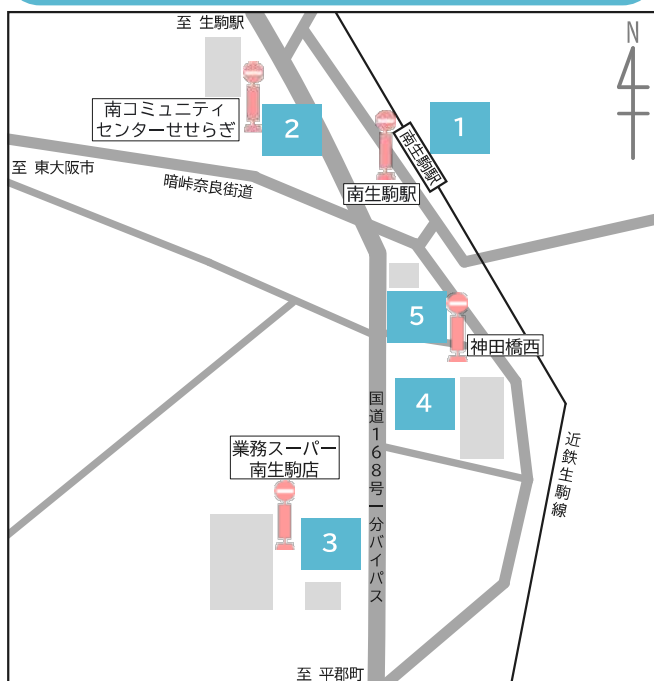 至 生駒駅
N
南コミュニティ
センターせせらぎ
2
1
南生駒駅
南生駒駅
至 東大阪市
暗峠奈良街道
5
神田橋西
4
国道168号一分バイパス
近鉄生駒線
業務スーパー
南生駒店
3
至 平郡町